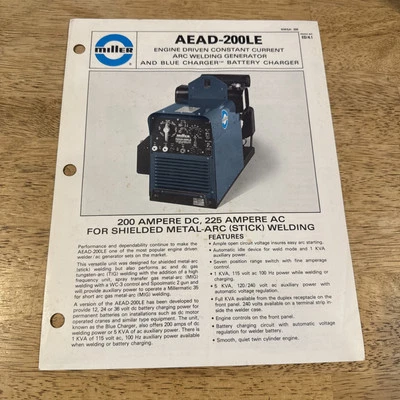 miller
AEAD-200LE
ENGINE DRIVEN CONSTANT CURRENT
ARC WELDING GENERATOR
AND BLUE CHARGER™ BATTERY CHARGER
miller
200 AMPERE DC, 225 AMPERE AC
FOR SHIELDED METAL-ARC (STICK) WELDING
Performance and dependability continue to make the
AEAD-200LE one of the most popular engine driven
welder/ac generator sets on the market.
This versatile unit was designed for shielded metal-arc
(stick) welding but also performs ac and dc gas
tungsten-arc (TIG) welding with the addition of a high
frequency unit, spray transfer gas metal-arc (MIG)
welding with a WC-3 control and Spoolmatic 2 gun and
will provide auxiliary power to operate a Millermatic 35
for short arc gas metal arc (MIG) welding.
A version of the AEAD-200LE has been developed to
provide 12, 24 or 36 volt dc battery charging power for
permanent batteries on installations such as dc motor
operated cranes and similar type equipment. The unit,
known as the Blue Charger, also offers 200 amps of dc
welding power or 5 KVA of ac auxiliary power. There is
1 KVA of 115 volt ac, 100 Hz auxiliary power available
when welding or battery charging.
FEATURES
• Ample open circuit voltage insures easy arc starting.
• Automatic idle device for weld mode and 1 KVA
auxiliary power.
• Seven position range switch with fine amperage
control.
• 1 KVA, 115 volt ac 100 Hz power while welding or
charging.
• 5 KVA, 120/240 volt ac auxiliary power with
automatic voltage regulation.
• Full KVA available from the duplex receptacle on the
front panel. 240 volts available on a terminal strip in-
side the welder case.
• Engine controls on the front panel.
• Battery charging circuit with automatic voltage
regulation for welder battery.
• Smooth, quiet twin cylinder engine.